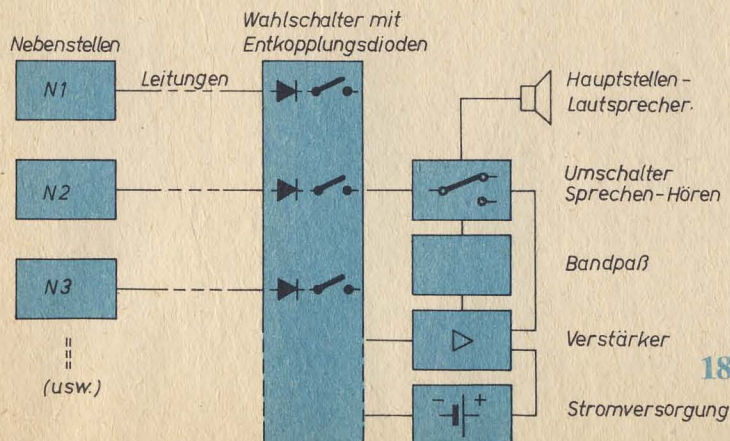 Wahlschalter mit
Entkopplungsdioden
Nebenstellen
N1
Leitungen
N2
N3
(usw.)
Hauptstellen-
Lautsprecher.
Umschalter
Sprechen-Hören
Bandpaß
Verstärker
18
- +
Stromversorgung